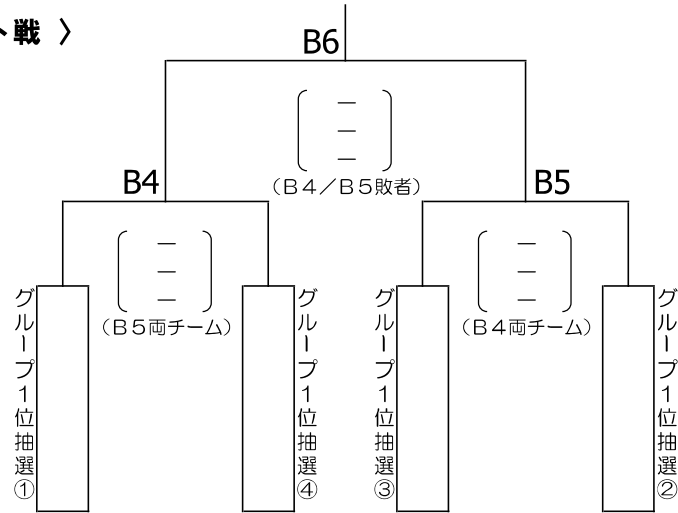 ト戦 〉
B6
(B4/B5敗者)
B4
B5
(B5両チーム)
(B4両チーム)
グループ1位抽選①
グループ1位抽選④
グループ1位抽選③
グループ1位抽選②